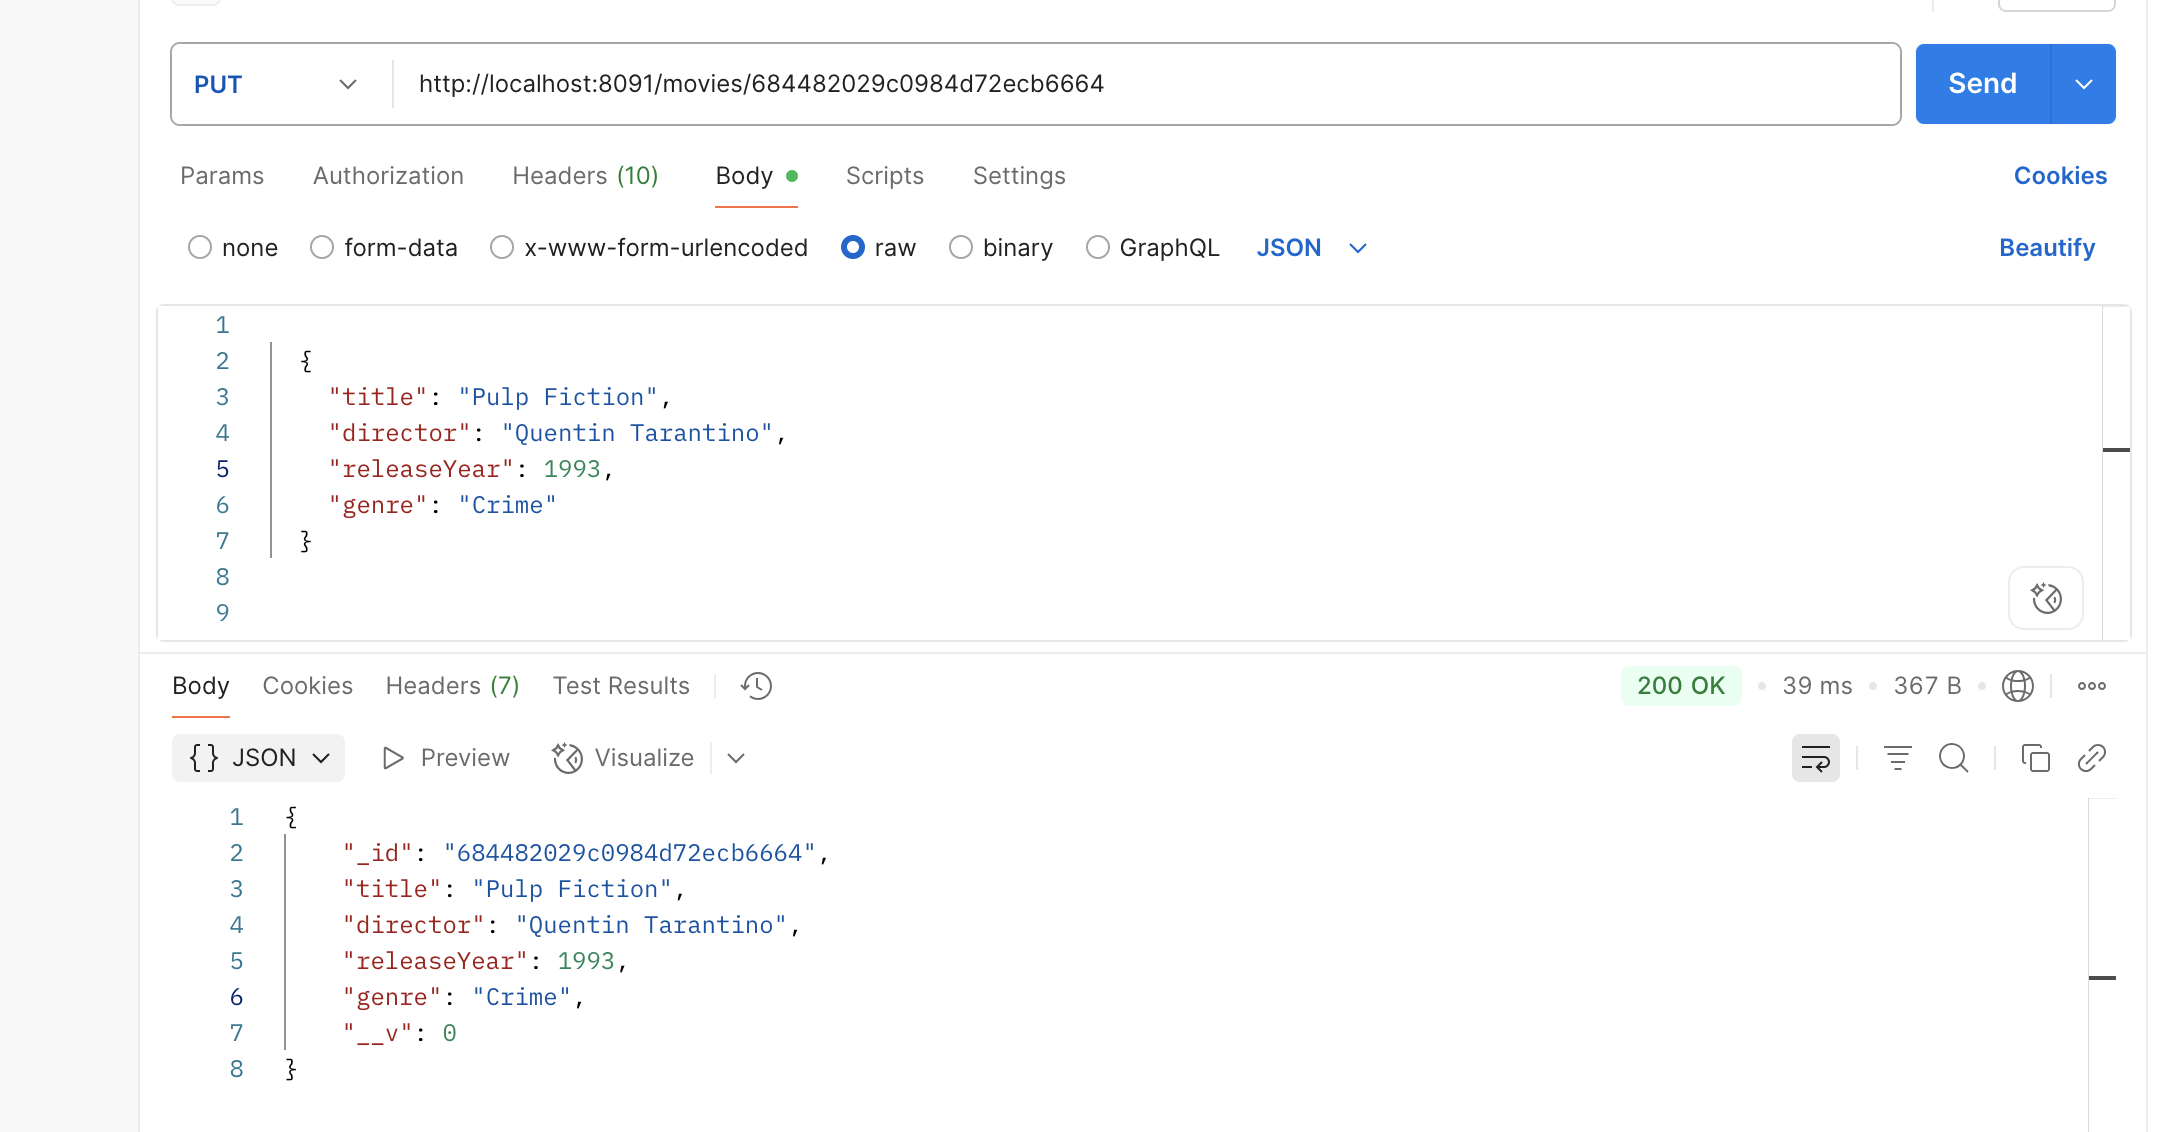 PUT http://localhost:8091/movies/684482029c0984d72ecb6664 Send
Params Authorization Headers (10) Body Scripts Settings Cookies
none form-data x-www-form-urlencoded raw binary GraphQL JSON Beautify
1
2 {
3 "title": "Pulp Fiction",
4 "director": "Quentin Tarantino",
5 "releaseYear": 1993,
6 "genre": "Crime"
7 }
8
9
Body Cookies Headers (7) Test Results 200 OK • 39 ms • 367 B •
{} JSON Preview Visualize
1 {
2 "_id": "684482029c0984d72ecb6664",
3 "title": "Pulp Fiction",
4 "director": "Quentin Tarantino",
5 "releaseYear": 1993,
6 "genre": "Crime",
7 "__v": 0
8 }